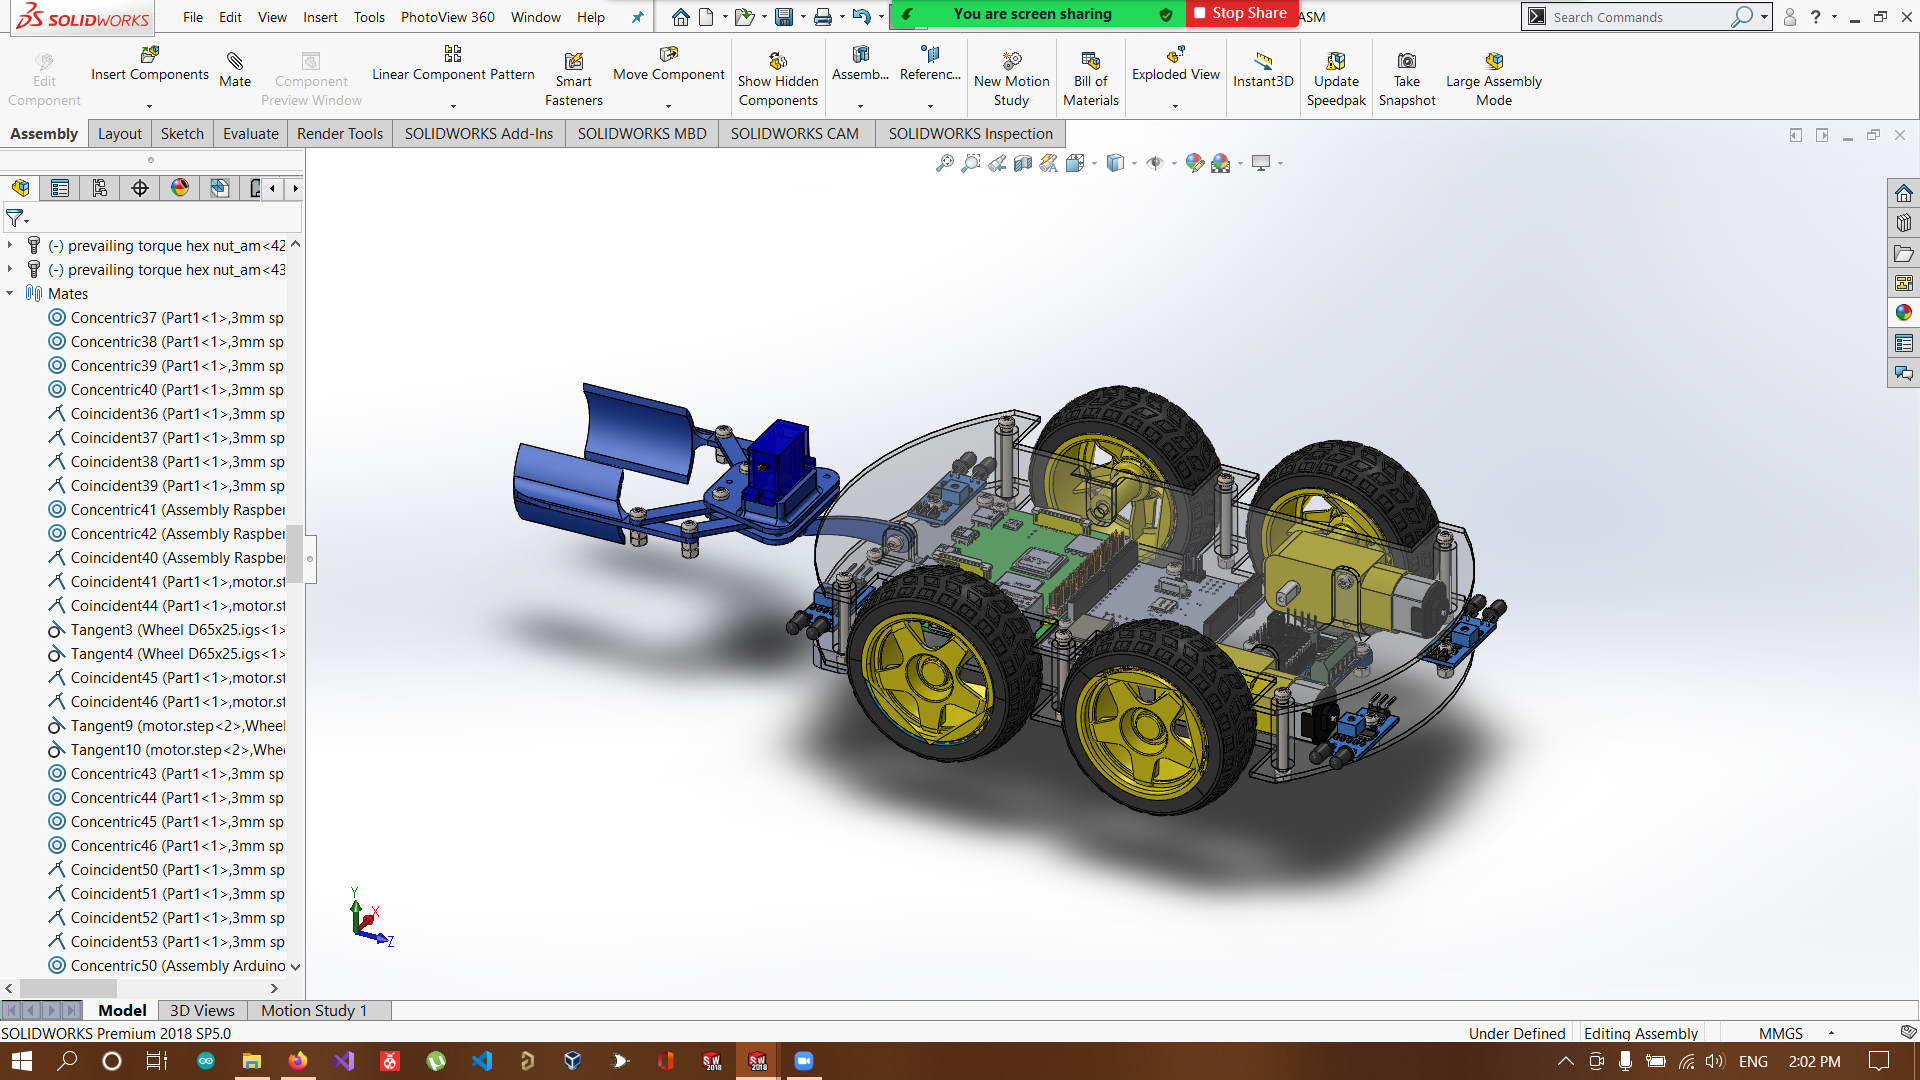 SOLIDWORKS
File Edit View Insert Tools PhotoView 360 Window Help
You are screen sharing
Stop Share
ASM
Search Commands
Edit Component
Insert Components
Mate
Component Preview Window
Linear Component Pattern
Smart Fasteners
Move Component
Show Hidden Components
Assemb...
Referenc...
New Motion Study
Bill of Materials
Exploded View
Instant3D
Update Speedpak
Take Snapshot
Large Assembly Mode
Assembly Layout Sketch Evaluate Render Tools SOLIDWORKS Add-Ins SOLIDWORKS MBD SOLIDWORKS CAM SOLIDWORKS Inspection
(-) prevailing torque hex nut_am<42
(-) prevailing torque hex nut_am<43
Mates
Concentric37 (Part1<1>,3mm sp
Concentric38 (Part1<1>,3mm sp
Concentric39 (Part1<1>,3mm sp
Concentric40 (Part1<1>,3mm sp
Coincident36 (Part1<1>,3mm sp
Coincident37 (Part1<1>,3mm sp
Coincident38 (Part1<1>,3mm sp
Coincident39 (Part1<1>,3mm sp
Concentric41 (Assembly Raspber
Concentric42 (Assembly Raspber
Coincident40 (Assembly Raspber
Coincident41 (Part1<1>,motor.st
Coincident44 (Part1<1>,motor.st
Tangent3 (Wheel D65x25.igs<1>
Tangent4 (Wheel D65x25.igs<1>
Coincident45 (Part1<1>,motor.st
Coincident46 (Part1<1>,motor.st
Tangent9 (motor.step<2>,Wheel
Tangent10 (motor.step<2>,Whee
Concentric43 (Part1<1>,3mm sp
Concentric44 (Part1<1>,3mm sp
Concentric45 (Part1<1>,3mm sp
Concentric46 (Part1<1>,3mm sp
Coincident50 (Part1<1>,3mm sp
Coincident51 (Part1<1>,3mm sp
Coincident52 (Part1<1>,3mm sp
Coincident53 (Part1<1>,3mm sp
Concentric50 (Assembly Arduino
Y
X
Z
Model 3D Views Motion Study 1
SOLIDWORKS Premium 2018 SP5.0
Under Defined Editing Assembly MMGS
SW 2018
SW 2018
ENG 2:02 PM